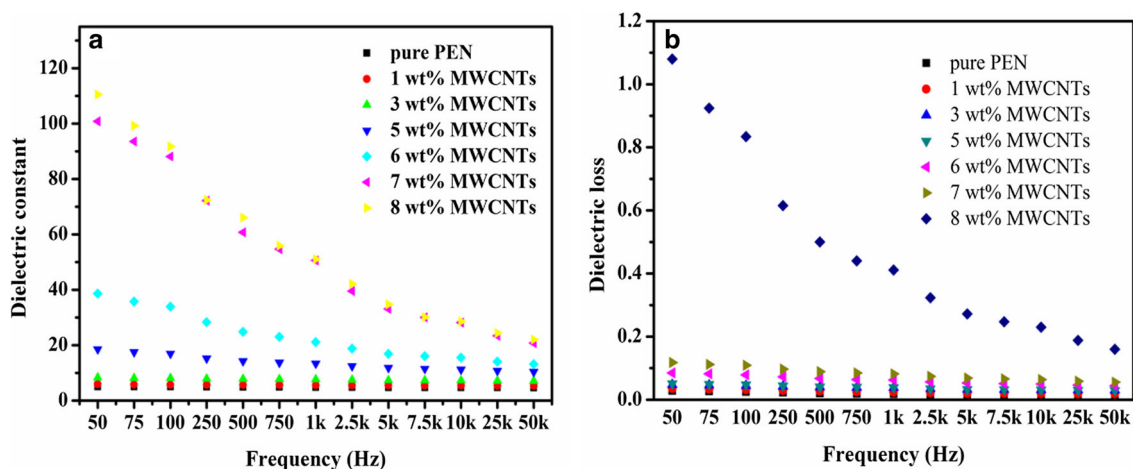 a
Dielectric constant
120
100
80
60
40
20
0
pure PEN
1 wt% MWCNTs
3 wt% MWCNTs
5 wt% MWCNTs
6 wt% MWCNTs
7 wt% MWCNTs
8 wt% MWCNTs
50 75 100 250 500 750 1k 2.5k 5k 7.5k 10k 25k 50k
Frequency (Hz)
b
Dielectric loss
1.2
1.0
0.8
0.6
0.4
0.2
0.0
pure PEN
1 wt% MWCNTs
3 wt% MWCNTs
5 wt% MWCNTs
6 wt% MWCNTs
7 wt% MWCNTs
8 wt% MWCNTs
50 75 100 250 500 750 1k 2.5k 5k 7.5k 10k 25k 50k
Frequency (Hz)